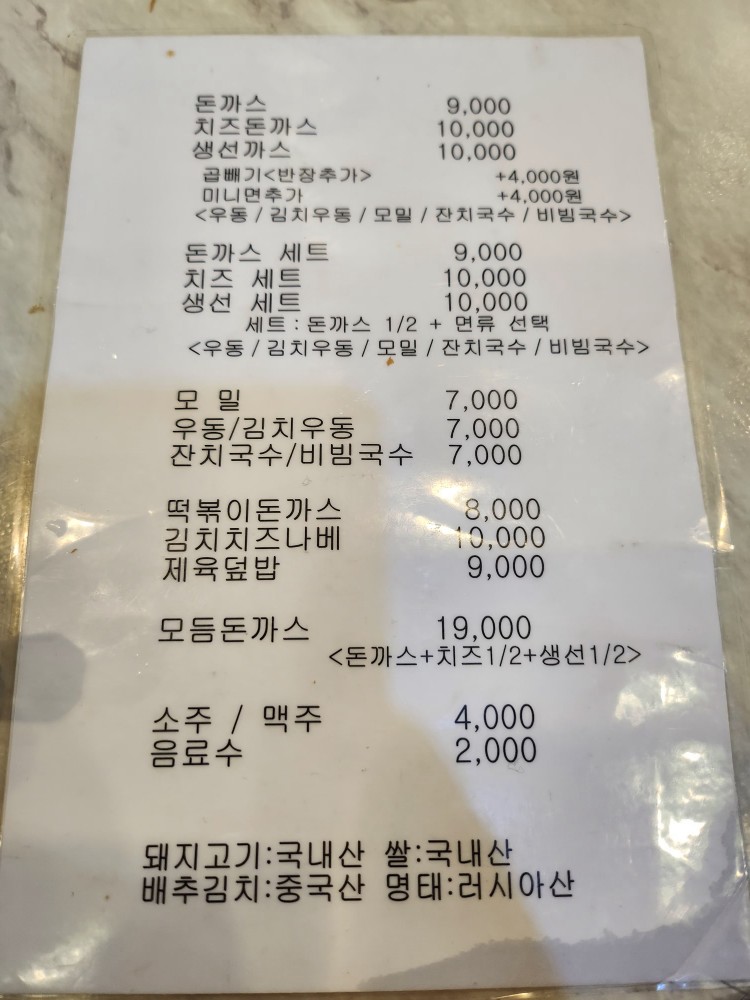 돈까스 9,000
치즈돈까스 10,000
생선까스 10,000
곱빼기<반장추가> +4,000원
미니면추가 +4,000원
<우동 / 김치우동 / 모밀 / 잔치국수 / 비빔국수>
돈까스 세트 9,000
치즈 세트 10,000
생선 세트 10,000
세트 : 돈까스 1/2 + 면류 선택
<우동 / 김치우동 / 모밀 / 잔치국수 / 비빔국수>
모 밀 7,000
우동/김치우동 7,000
잔치국수/비빔국수 7,000
떡볶이돈까스 8,000
김치치즈나베 10,000
제육덮밥 9,000
모듬돈까스 19,000
<돈까스+치즈1/2+생선1/2>
소주 / 맥주 4,000
음료수 2,000
돼지고기:국내산 쌀:국내산
배추김치:중국산 명태:러시아산